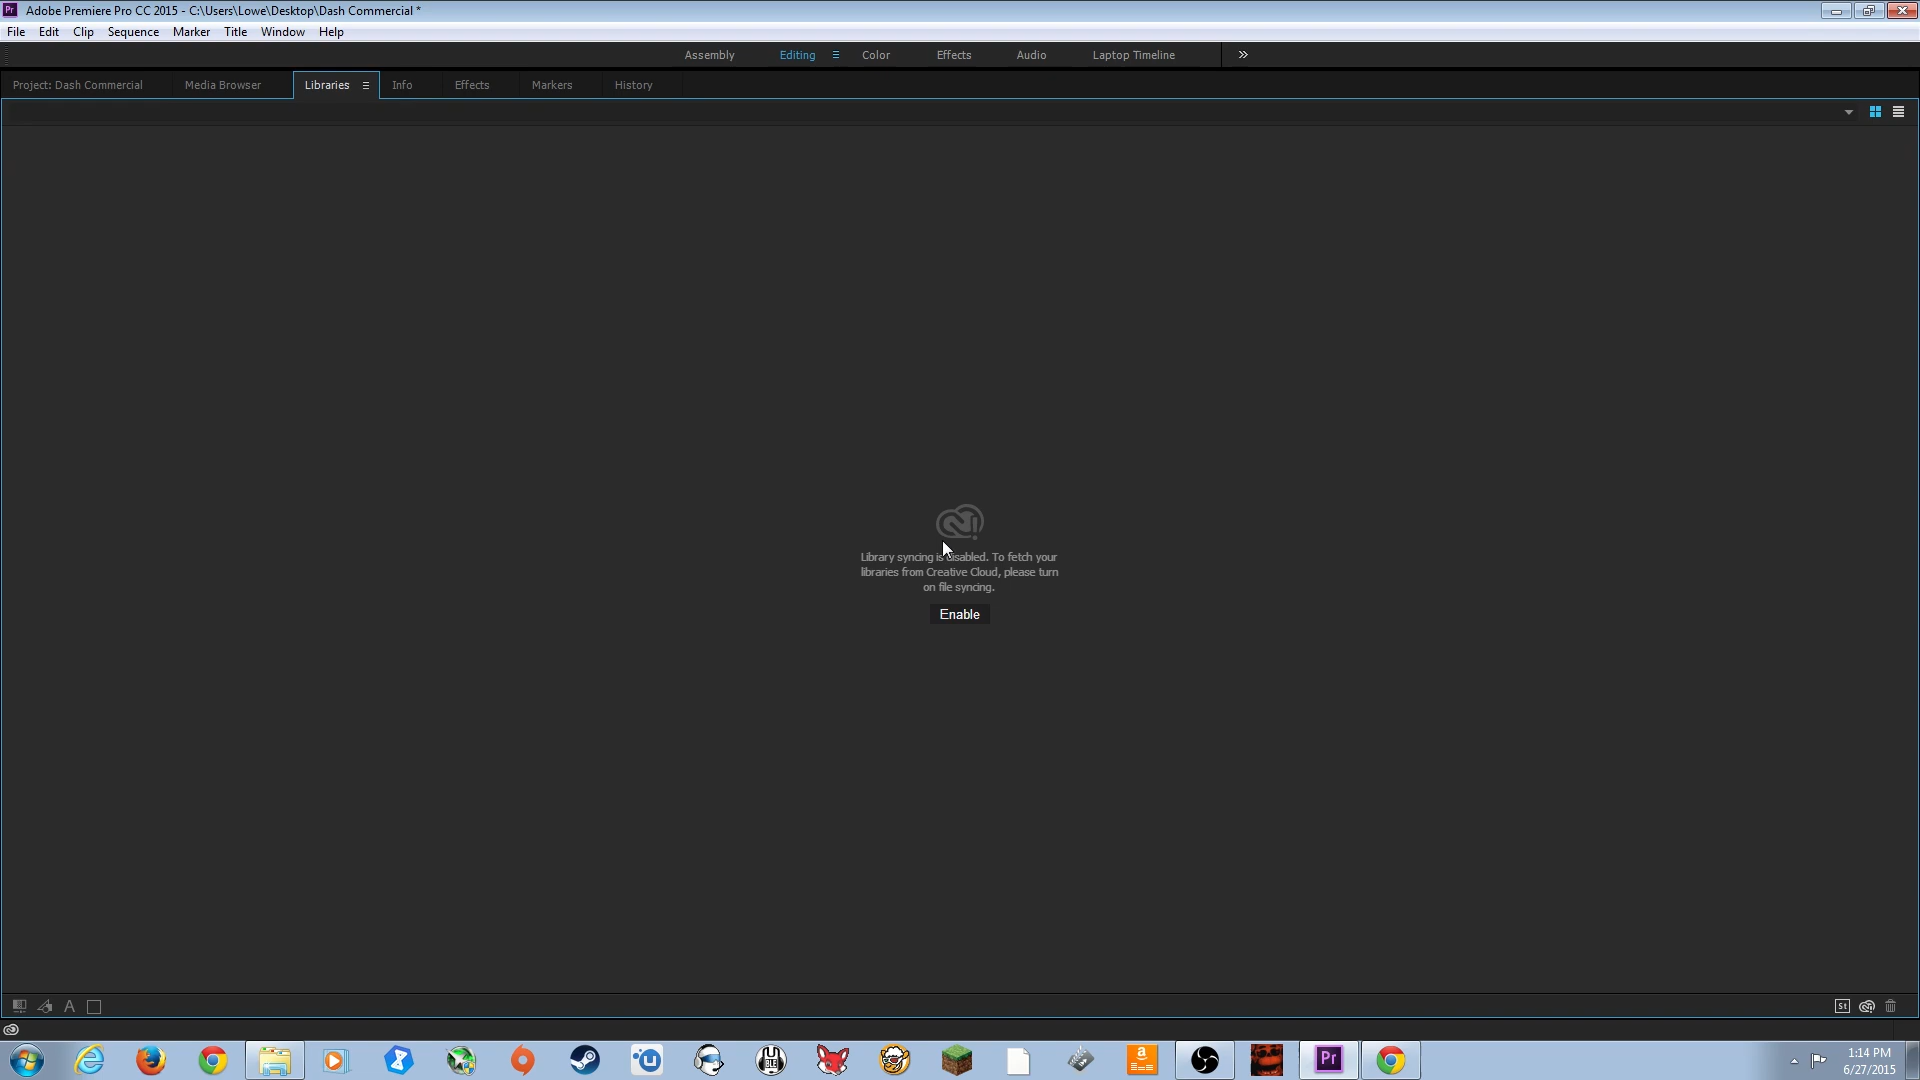 Adobe Premiere Pro CC 2015 - C:\Users\Lowe\Desktop\Dash Commercial *
File Edit Clip Sequence Marker Title Window Help
Assembly Editing Color Effects Audio Laptop Timeline
Project: Dash Commercial Media Browser Libraries Info Effects Markers History
Library syncing is disabled. To fetch your
libraries from Creative Cloud, please turn
on file syncing.
Enable
A St
Pr
1:14 PM
6/27/2015